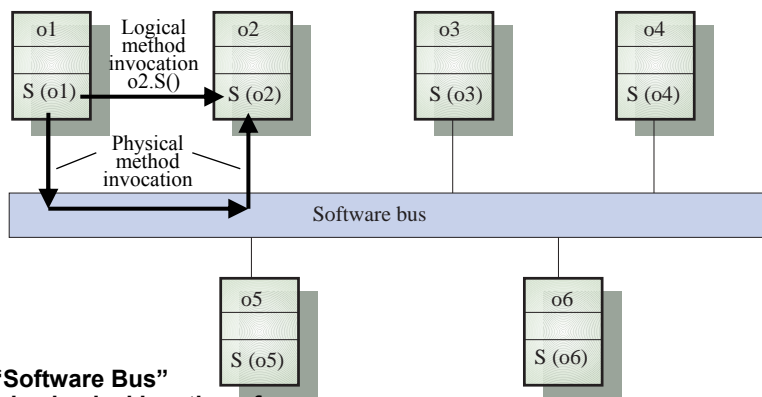 o1
Logical
method
invocation
o2.S()
o2
o3
o4
S (o1)
S (o2)
S (o3)
S (o4)
Physical
method
invocation
Software bus
o5
o6
S (o5)
S (o6)
“Software Bus”